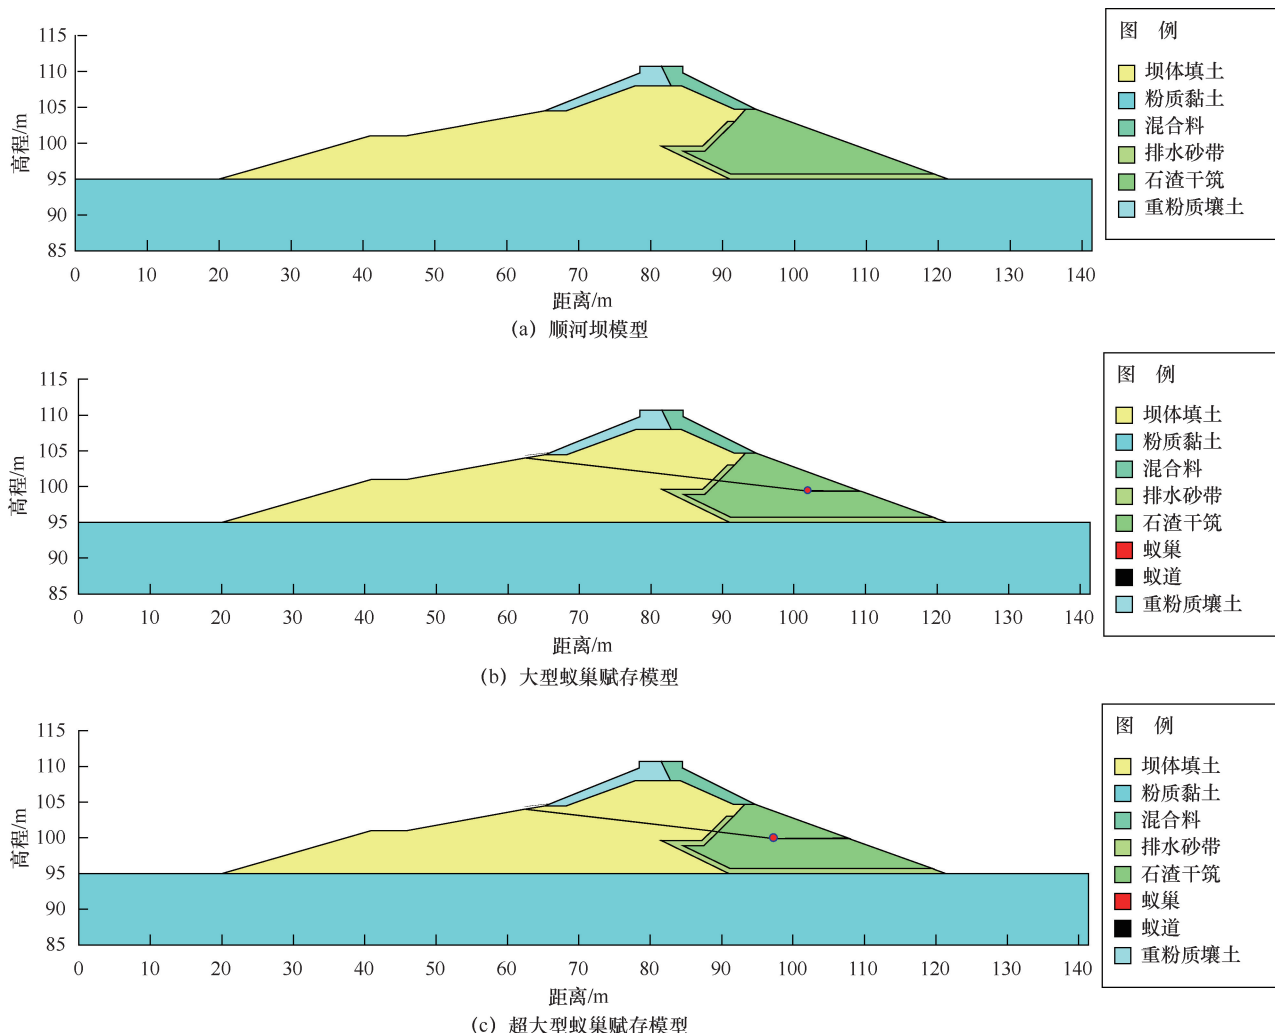 115
110
105
100
95
90
85
高程/m
0 10 20 30 40 50 60 70 80 90 100 110 120 130 140
距离/m
图 例
坝体填土
粉质黏土
混合料
排水砂带
石渣干筑
重粉质壤土
(a) 顺河坝模型
115
110
105
100
95
90
85
高程/m
0 10 20 30 40 50 60 70 80 90 100 110 120 130 140
距离/m
图 例
坝体填土
粉质黏土
混合料
排水砂带
石渣干筑
蚁巢
蚁道
重粉质壤土
(b) 大型蚁巢赋存模型
115
110
105
100
95
90
85
高程/m
0 10 20 30 40 50 60 70 80 90 100 110 120 130 140
距离/m
图 例
坝体填土
粉质黏土
混合料
排水砂带
石渣干筑
蚁巢
蚁道
重粉质壤土
(c) 超大型蚁巢赋存模型